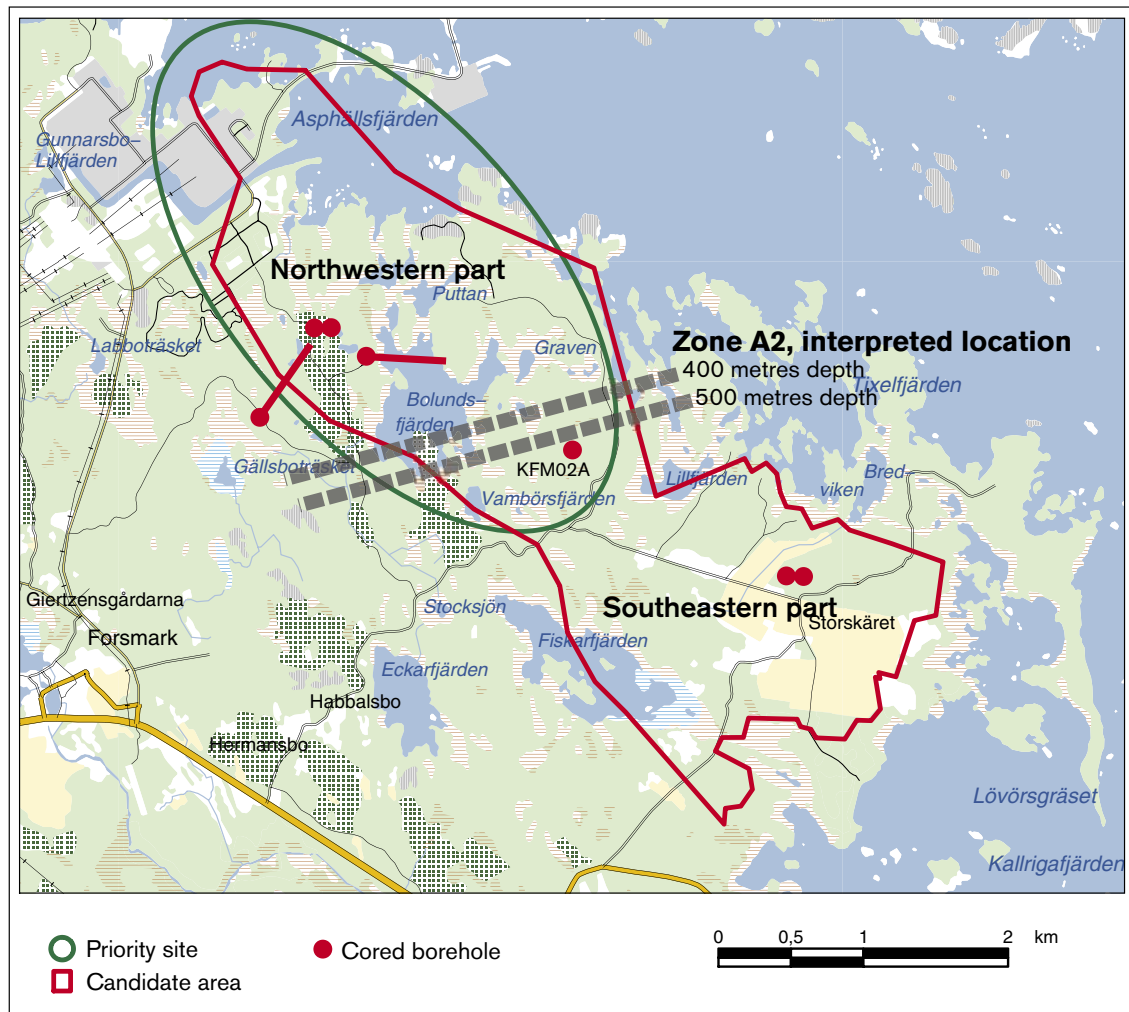 Asphällsfjärden
Gunnarsbo–
Lillfjärden
Northwestern part
Puttan
Labboträsket
Graven
Zone A2, interpreted location
400 metres depth
Tixelfjärden
500 metres depth
Bolunds–
fjärden
Gällsboträsket
KFM02A
Lillfjärden
Bred–
viken
Vambörsfjärden
Giertzensgårdarna
Stocksjön
Southeastern part
Storskäret
Forsmark
Fiskarfjärden
Eckarfjärden
Habbalsbo
Hermansbo
Lövörsgräset
Kallrigafjärden
Priority site
Cored borehole
Candidate area
0 0,5 1 2 km